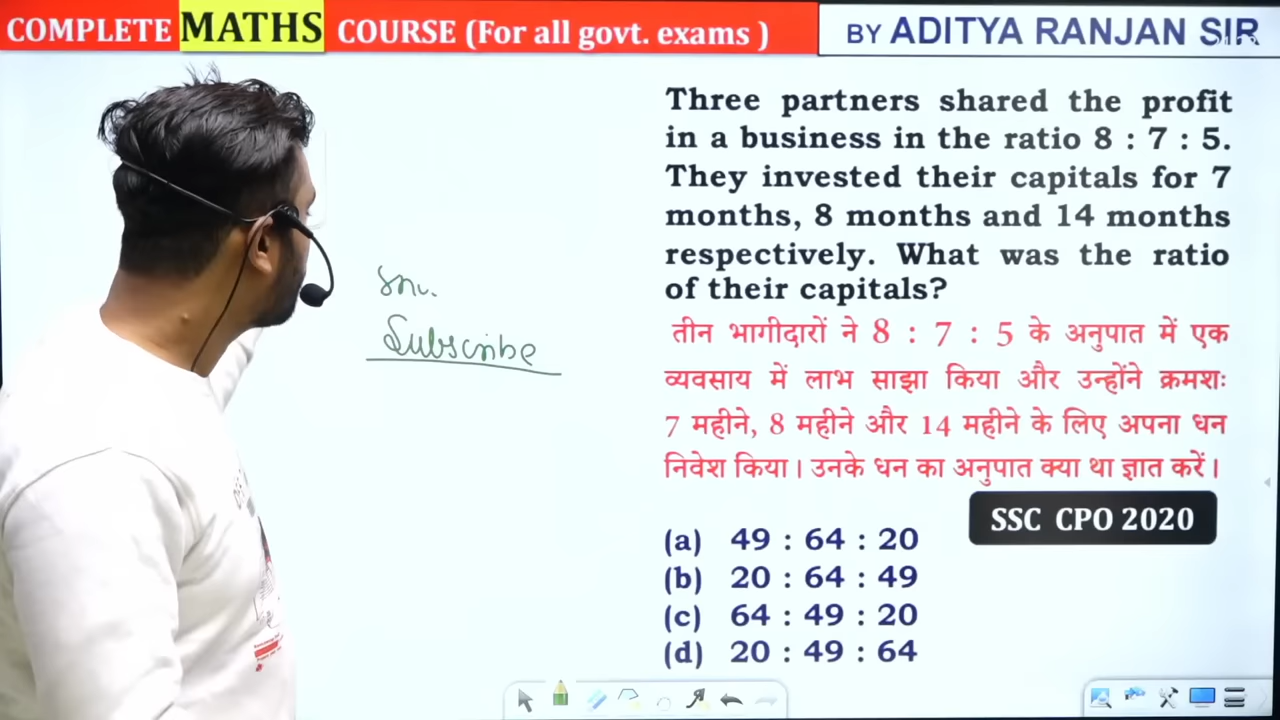 COMPLETE MATHS COURSE (For all govt. exams )
BY ADITYA RANJAN SIR
Three partners shared the profit
in a business in the ratio 8 : 7 : 5.
They invested their capitals for 7
months, 8 months and 14 months
respectively. What was the ratio
of their capitals?
तीन भागीदारों ने 8 : 7 : 5 के अनुपात में एक
व्यवसाय में लाभ साझा किया और उन्होंने क्रमशः
7 महीने, 8 महीने और 14 महीने के लिए अपना धन
निवेश किया। उनके धन का अनुपात क्या था ज्ञात करें।
SSC CPO 2020
(a) 49 : 64 : 20
(b) 20 : 64 : 49
(c) 64 : 49 : 20
(d) 20 : 49 : 64
Subscribe